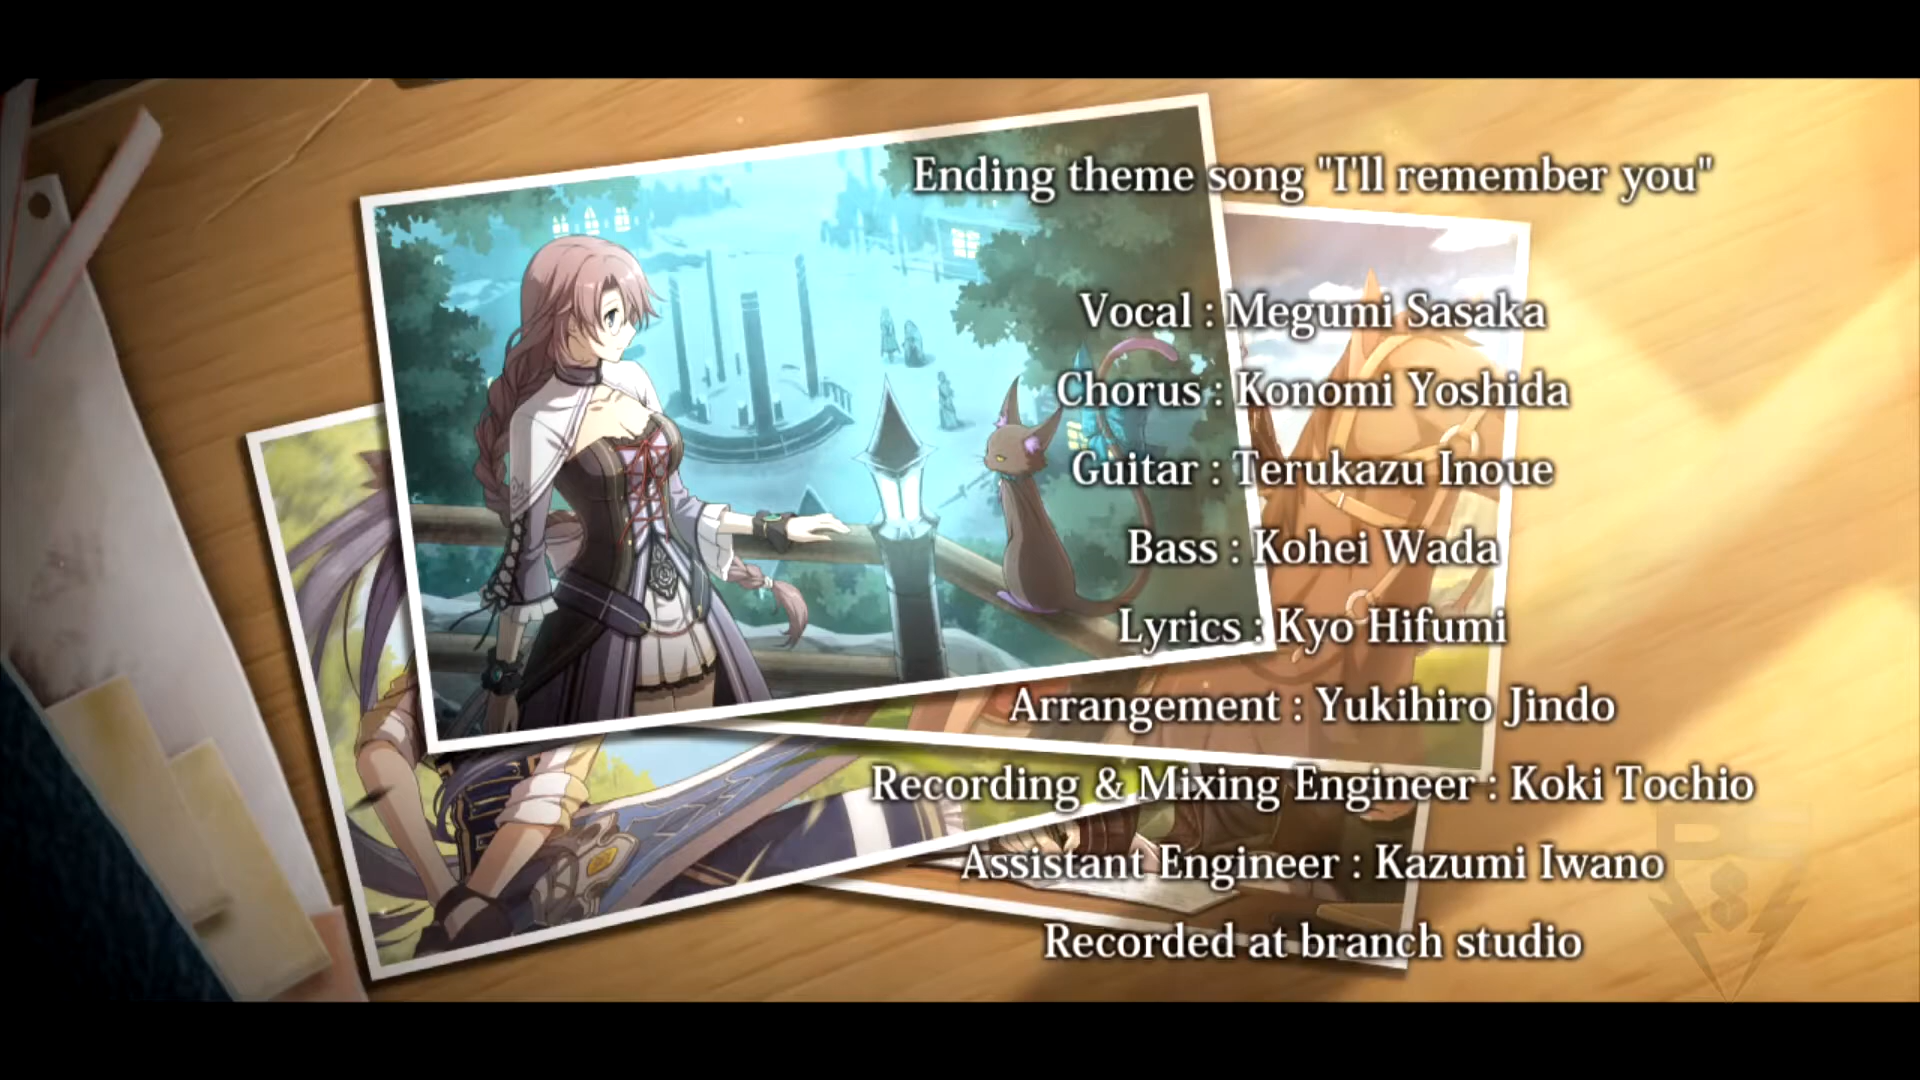 Ending theme song "I'll remember you"
Vocal : Megumi Sasaka
Chorus : Konomi Yoshida
Guitar : Terukazu Inoue
Bass : Kohei Wada
Lyrics : Kyo Hifumi
Arrangement : Yukihiro Jindo
Recording & Mixing Engineer : Koki Tochio
Assistant Engineer : Kazumi Iwano
Recorded at branch studio